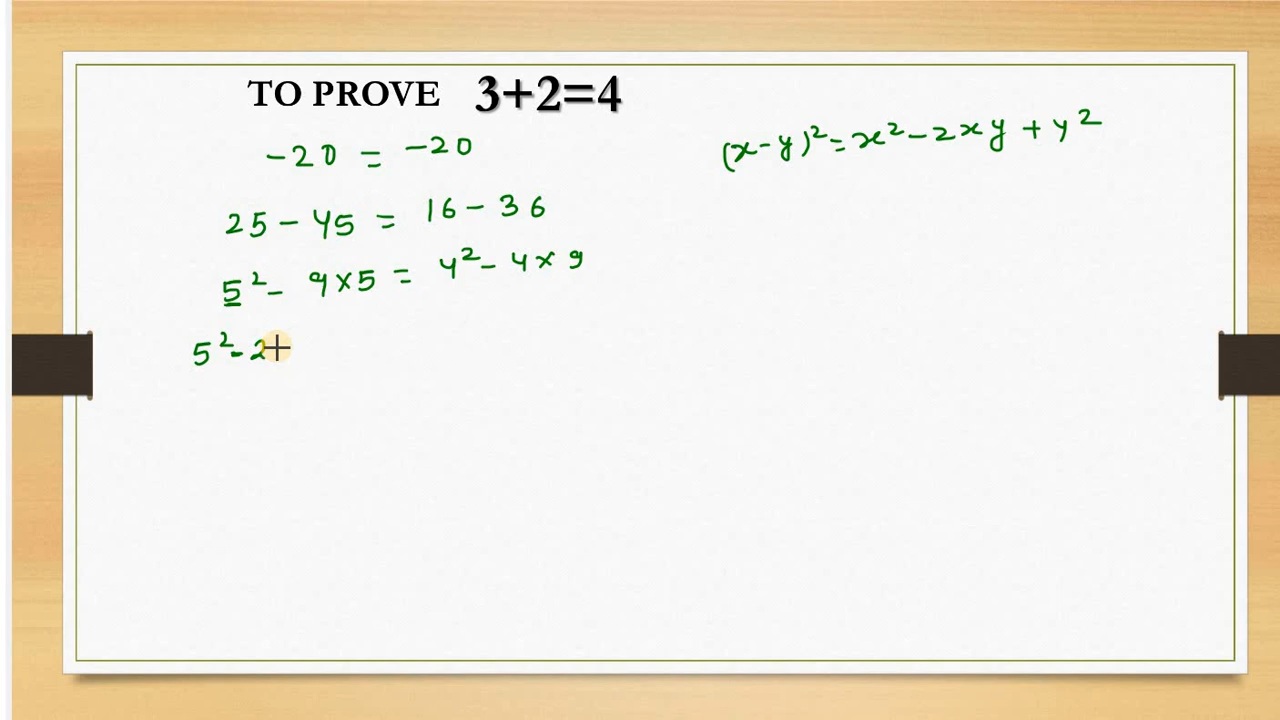 TO PROVE 3+2=4
-20 = -20
(x-y)²=x²-2xy+y²
25-45 = 16-36
5²-9×5 = 4²-4×9
5²-2